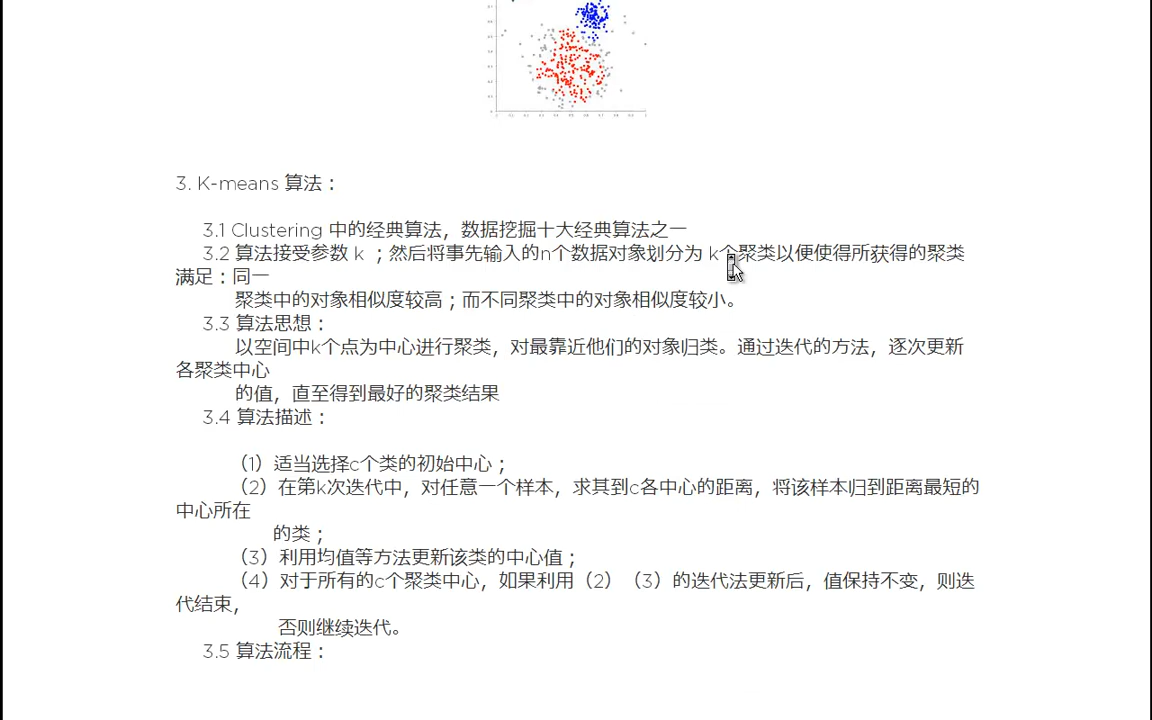 3. K-means 算法：
3.1 Clustering 中的经典算法，数据挖掘十大经典算法之一
3.2 算法接受参数 k ；然后将事先输入的n个数据对象划分为 k个聚类以便使得所获得的聚类
满足：同一
聚类中的对象相似度较高；而不同聚类中的对象相似度较小。
3.3 算法思想：
以空间中k个点为中心进行聚类，对最靠近他们的对象归类。通过迭代的方法，逐次更新
各聚类中心
的值，直至得到最好的聚类结果
3.4 算法描述：
（1）适当选择c个类的初始中心；
（2）在第k次迭代中，对任意一个样本，求其到c各中心的距离，将该样本归到距离最短的
中心所在
的类；
（3）利用均值等方法更新该类的中心值；
（4）对于所有的c个聚类中心，如果利用（2）（3）的迭代法更新后，值保持不变，则迭
代结束，
否则继续迭代。
3.5 算法流程：